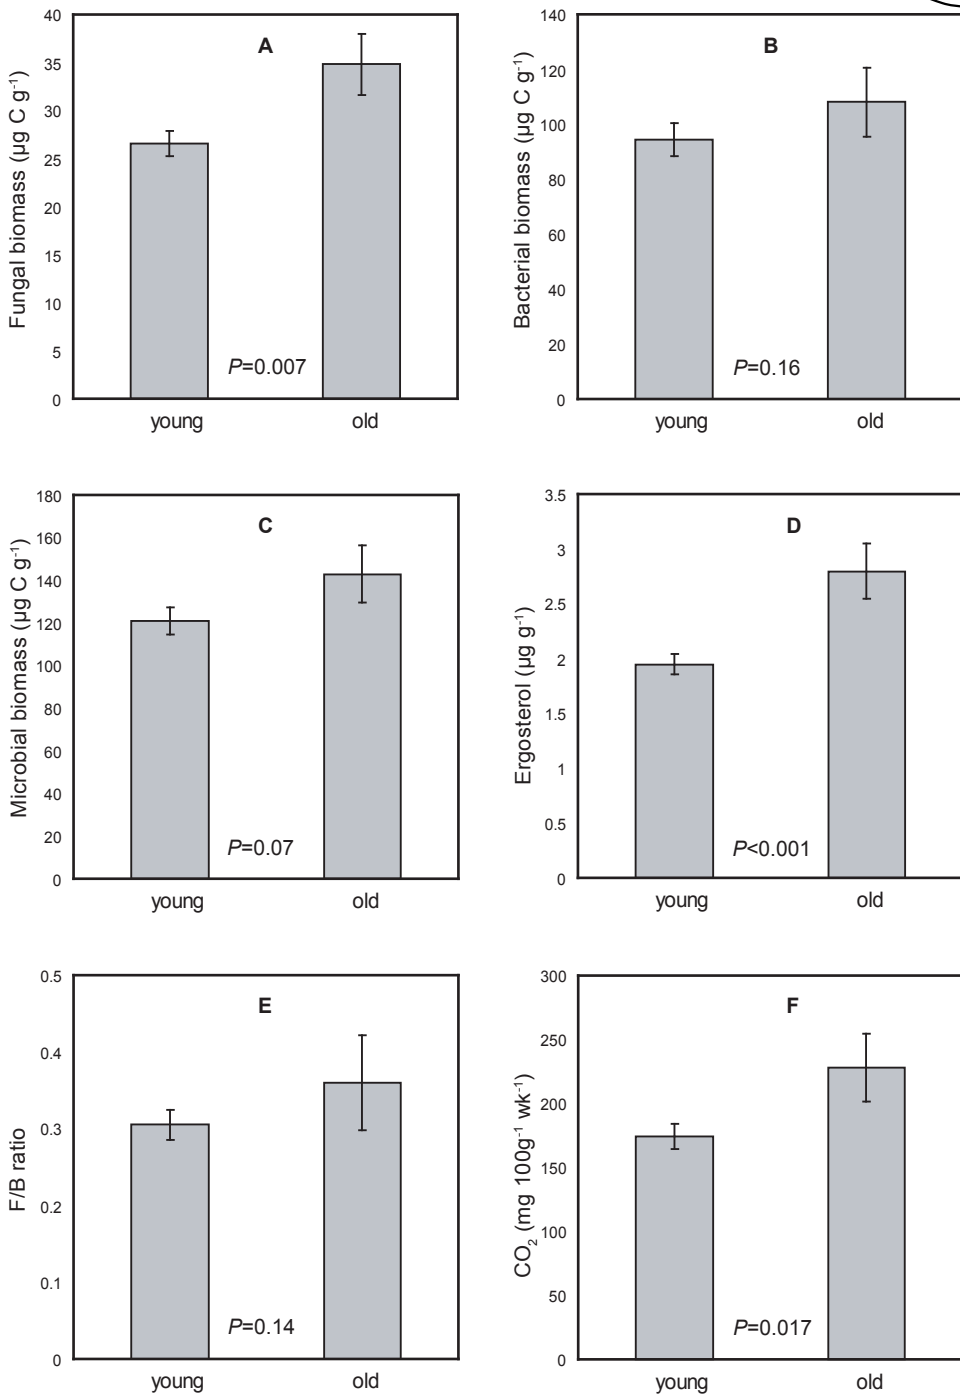 A
Fungal biomass (µg C g⁻¹)
40
35
30
25
20
15
10
5
0
P=0.007
young old
B
Bacterial biomass (µg C g⁻¹)
140
120
100
80
60
40
20
0
P=0.16
young old
C
Microbial biomass (µg C g⁻¹)
180
160
140
120
100
80
60
40
20
0
P=0.07
young old
D
Ergosterol (µg g⁻¹)
3.5
3
2.5
2
1.5
1
0.5
0
P<0.001
young old
E
F/B ratio
0.5
0.4
0.3
0.2
0.1
0
P=0.14
young old
F
CO₂ (mg 100g⁻¹ wk⁻¹)
300
250
200
150
100
50
0
P=0.017
young old